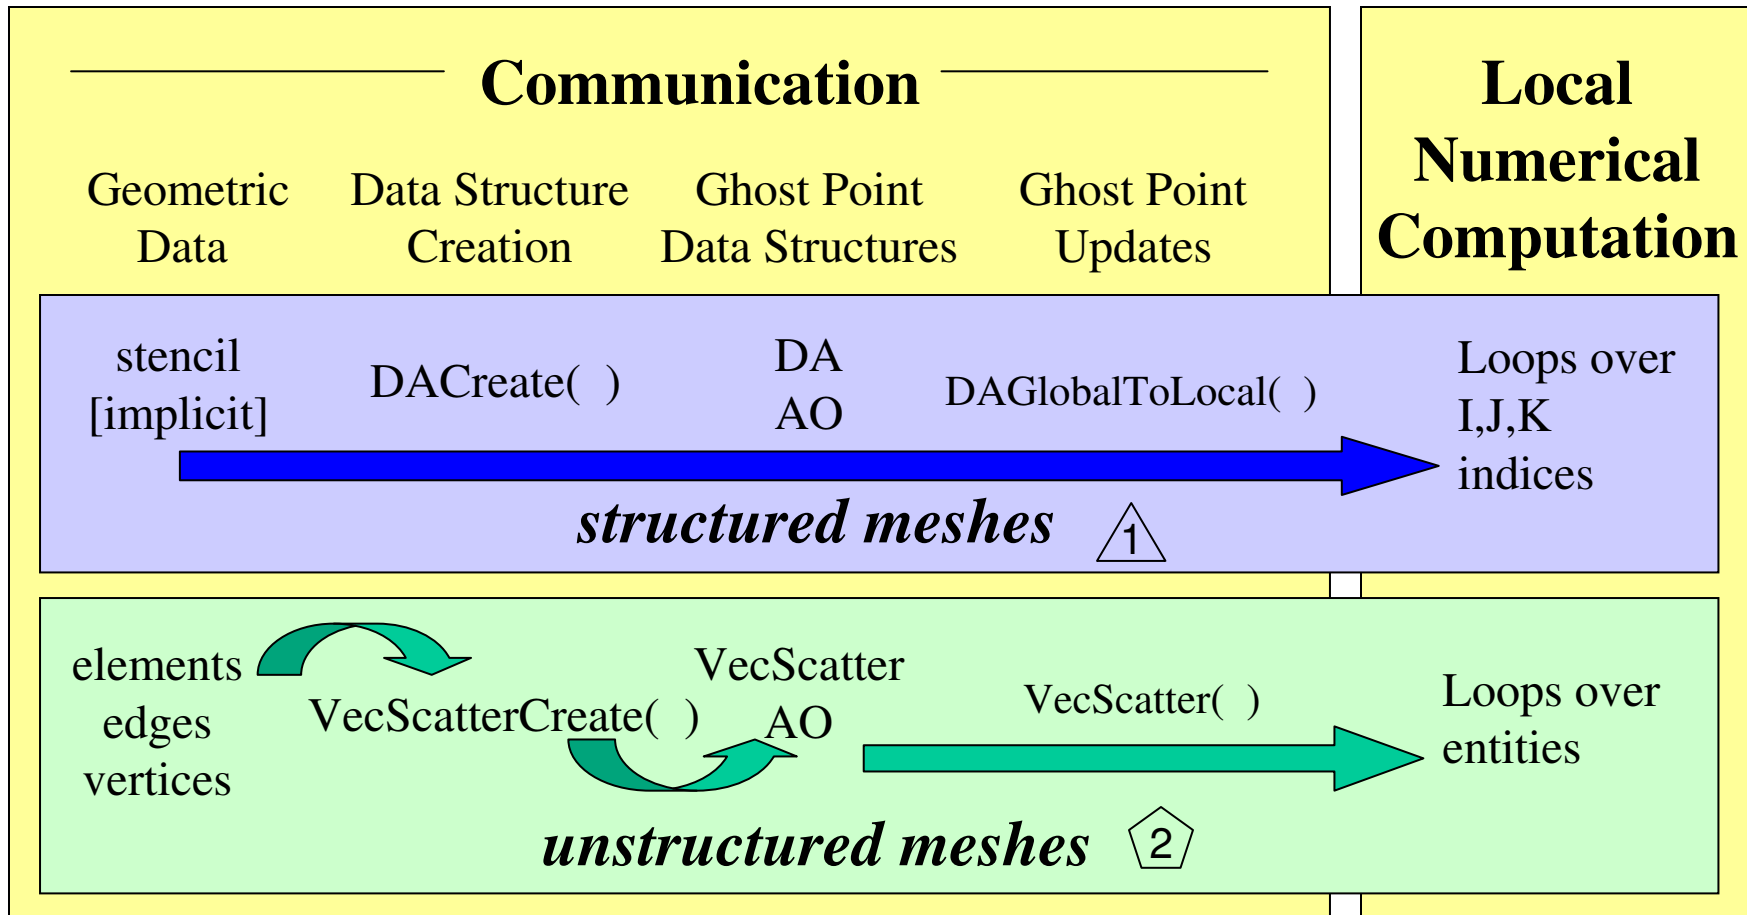 Communication
Local
Numerical
Computation
Geometric
Data
Data Structure
Creation
Ghost Point
Data Structures
Ghost Point
Updates
stencil
[implicit]
DACreate( )
DA
AO
DAGlobalToLocal( )
Loops over
I,J,K
indices
structured meshes
1
elements
edges
vertices
VecScatterCreate( )
VecScatter
AO
VecScatter( )
Loops over
entities
unstructured meshes
2